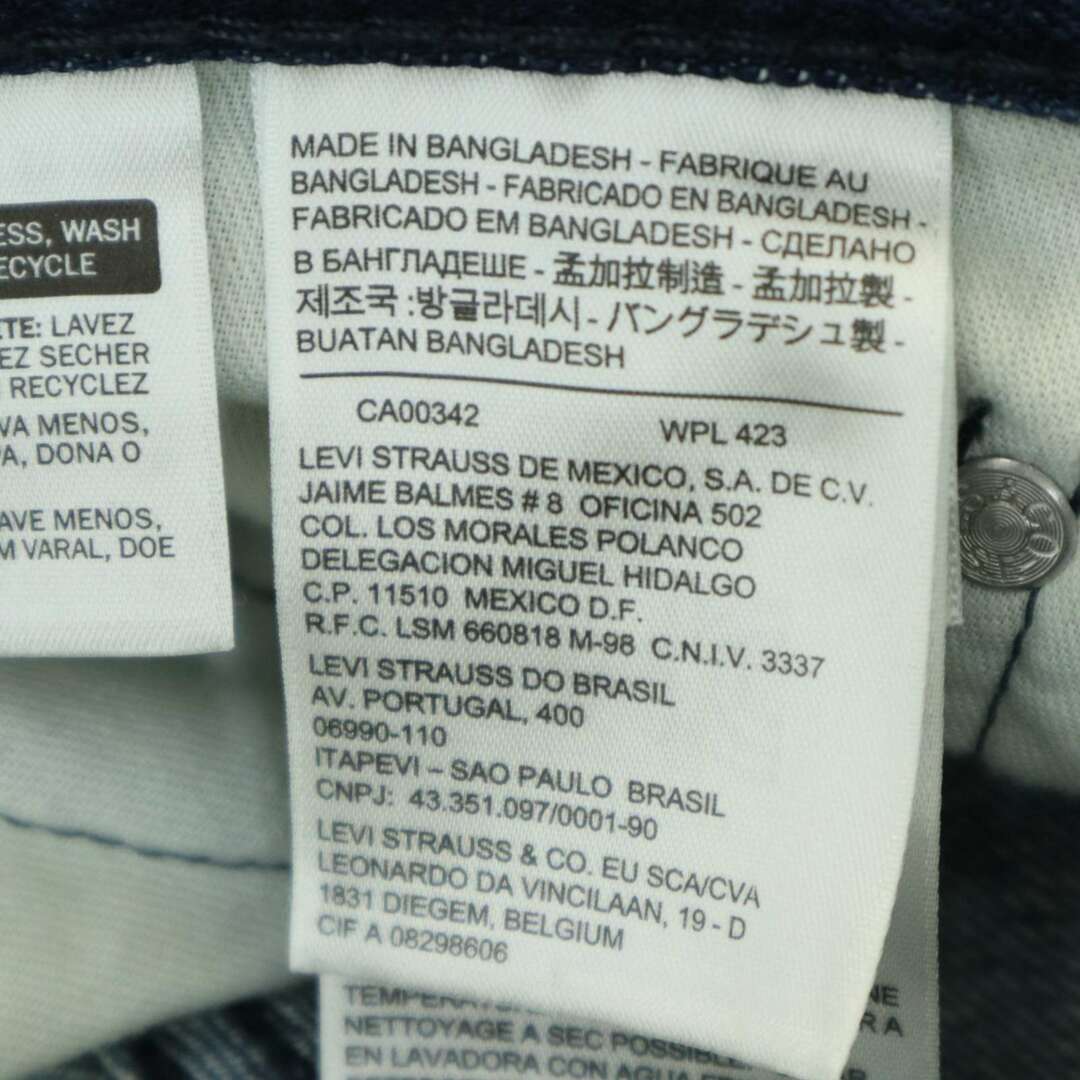 ESS, WASH
ECYCLE
ETE: LAVEZ
EZ SECHER
RECYCLEZ
VA MENOS,
PA, DONA O
AVE MENOS,
M VARAL, DOE
MADE IN BANGLADESH - FABRIQUE AU
BANGLADESH - FABRICADO EN BANGLADESH -
FABRICADO EM BANGLADESH - СДЕЛАНО
В БАНГЛАДЕШЕ - 孟加拉制造 - 孟加拉製 -
제조국 :방글라데시 - バングラデシュ製 -
BUATAN BANGLADESH
CA00342 WPL 423
LEVI STRAUSS DE MEXICO, S.A. DE C.V.
JAIME BALMES # 8 OFICINA 502
COL. LOS MORALES POLANCO
DELEGACION MIGUEL HIDALGO
C.P. 11510 MEXICO D.F.
R.F.C. LSM 660818 M-98 C.N.I.V. 3337
LEVI STRAUSS DO BRASIL
AV. PORTUGAL, 400
06990-110
ITAPEVI – SAO PAULO BRASIL
CNPJ: 43.351.097/0001-90
LEVI STRAUSS & CO. EU SCA/CVA
LEONARDO DA VINCILAAN, 19 - D
1831 DIEGEM, BELGIUM
CIF A 08298606
NE
NETTOYAGE A SEC POSSIBLE R A
EN LAVADORA CON AGUA